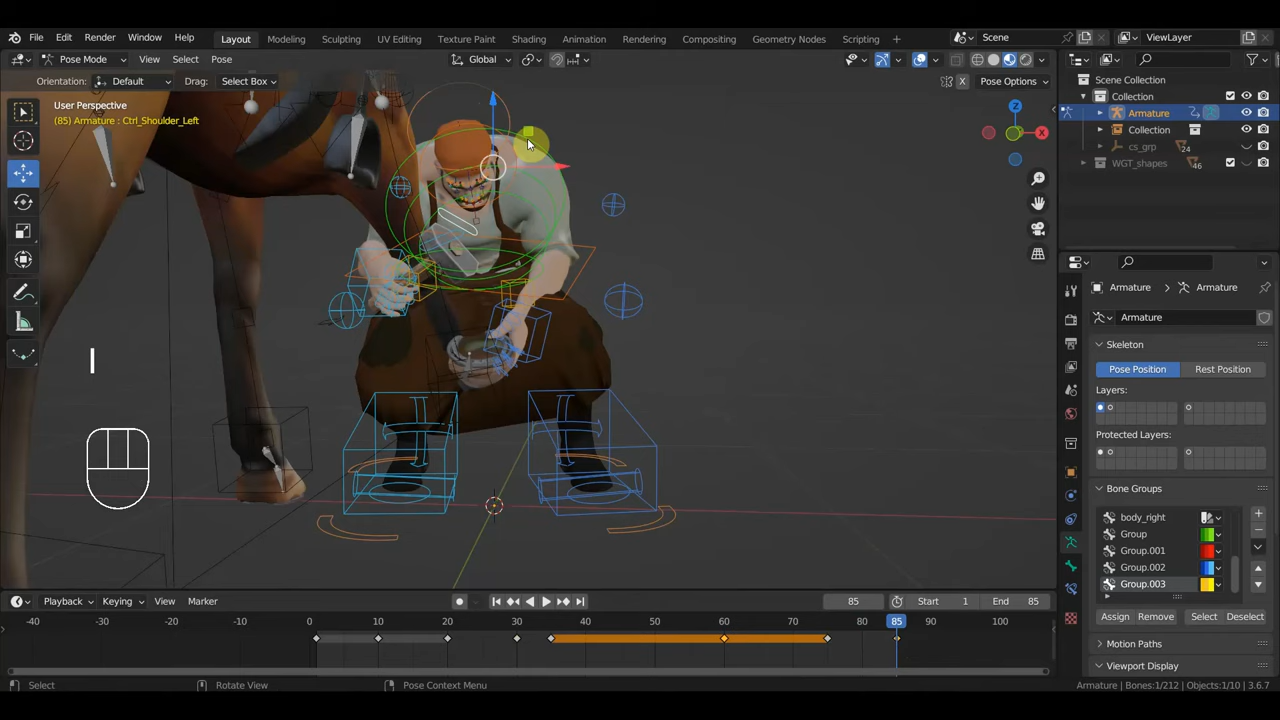 File Edit Render Window Help Layout Modeling Sculpting UV Editing Texture Paint Shading Animation Rendering Compositing Geometry Nodes Scripting + Scene ViewLayer
Pose Mode View Select Pose Global
Orientation: Default Drag: Select Box X Pose Options
User Perspective
(85) Armature : Ctrl_Shoulder_Left
Z
X
I
Scene Collection
Collection
Armature
Collection 10
cs_grp 24
WGT_shapes 46
Armature Armature
Armature
Skeleton
Pose Position Rest Position
Layers:
Protected Layers:
Bone Groups
body_right
Group
Group.001
Group.002
Group.003
Assign Remove Select Deselect
Motion Paths
Viewport Display
Playback Keying View Marker 85 Start 1 End 85
-40 -30 -20 -10 0 10 20 30 40 50 60 70 80 85 90 100
Select Rotate View Pose Context Menu Armature | Bones:1/212 | Objects:1/10 | 3.6.7